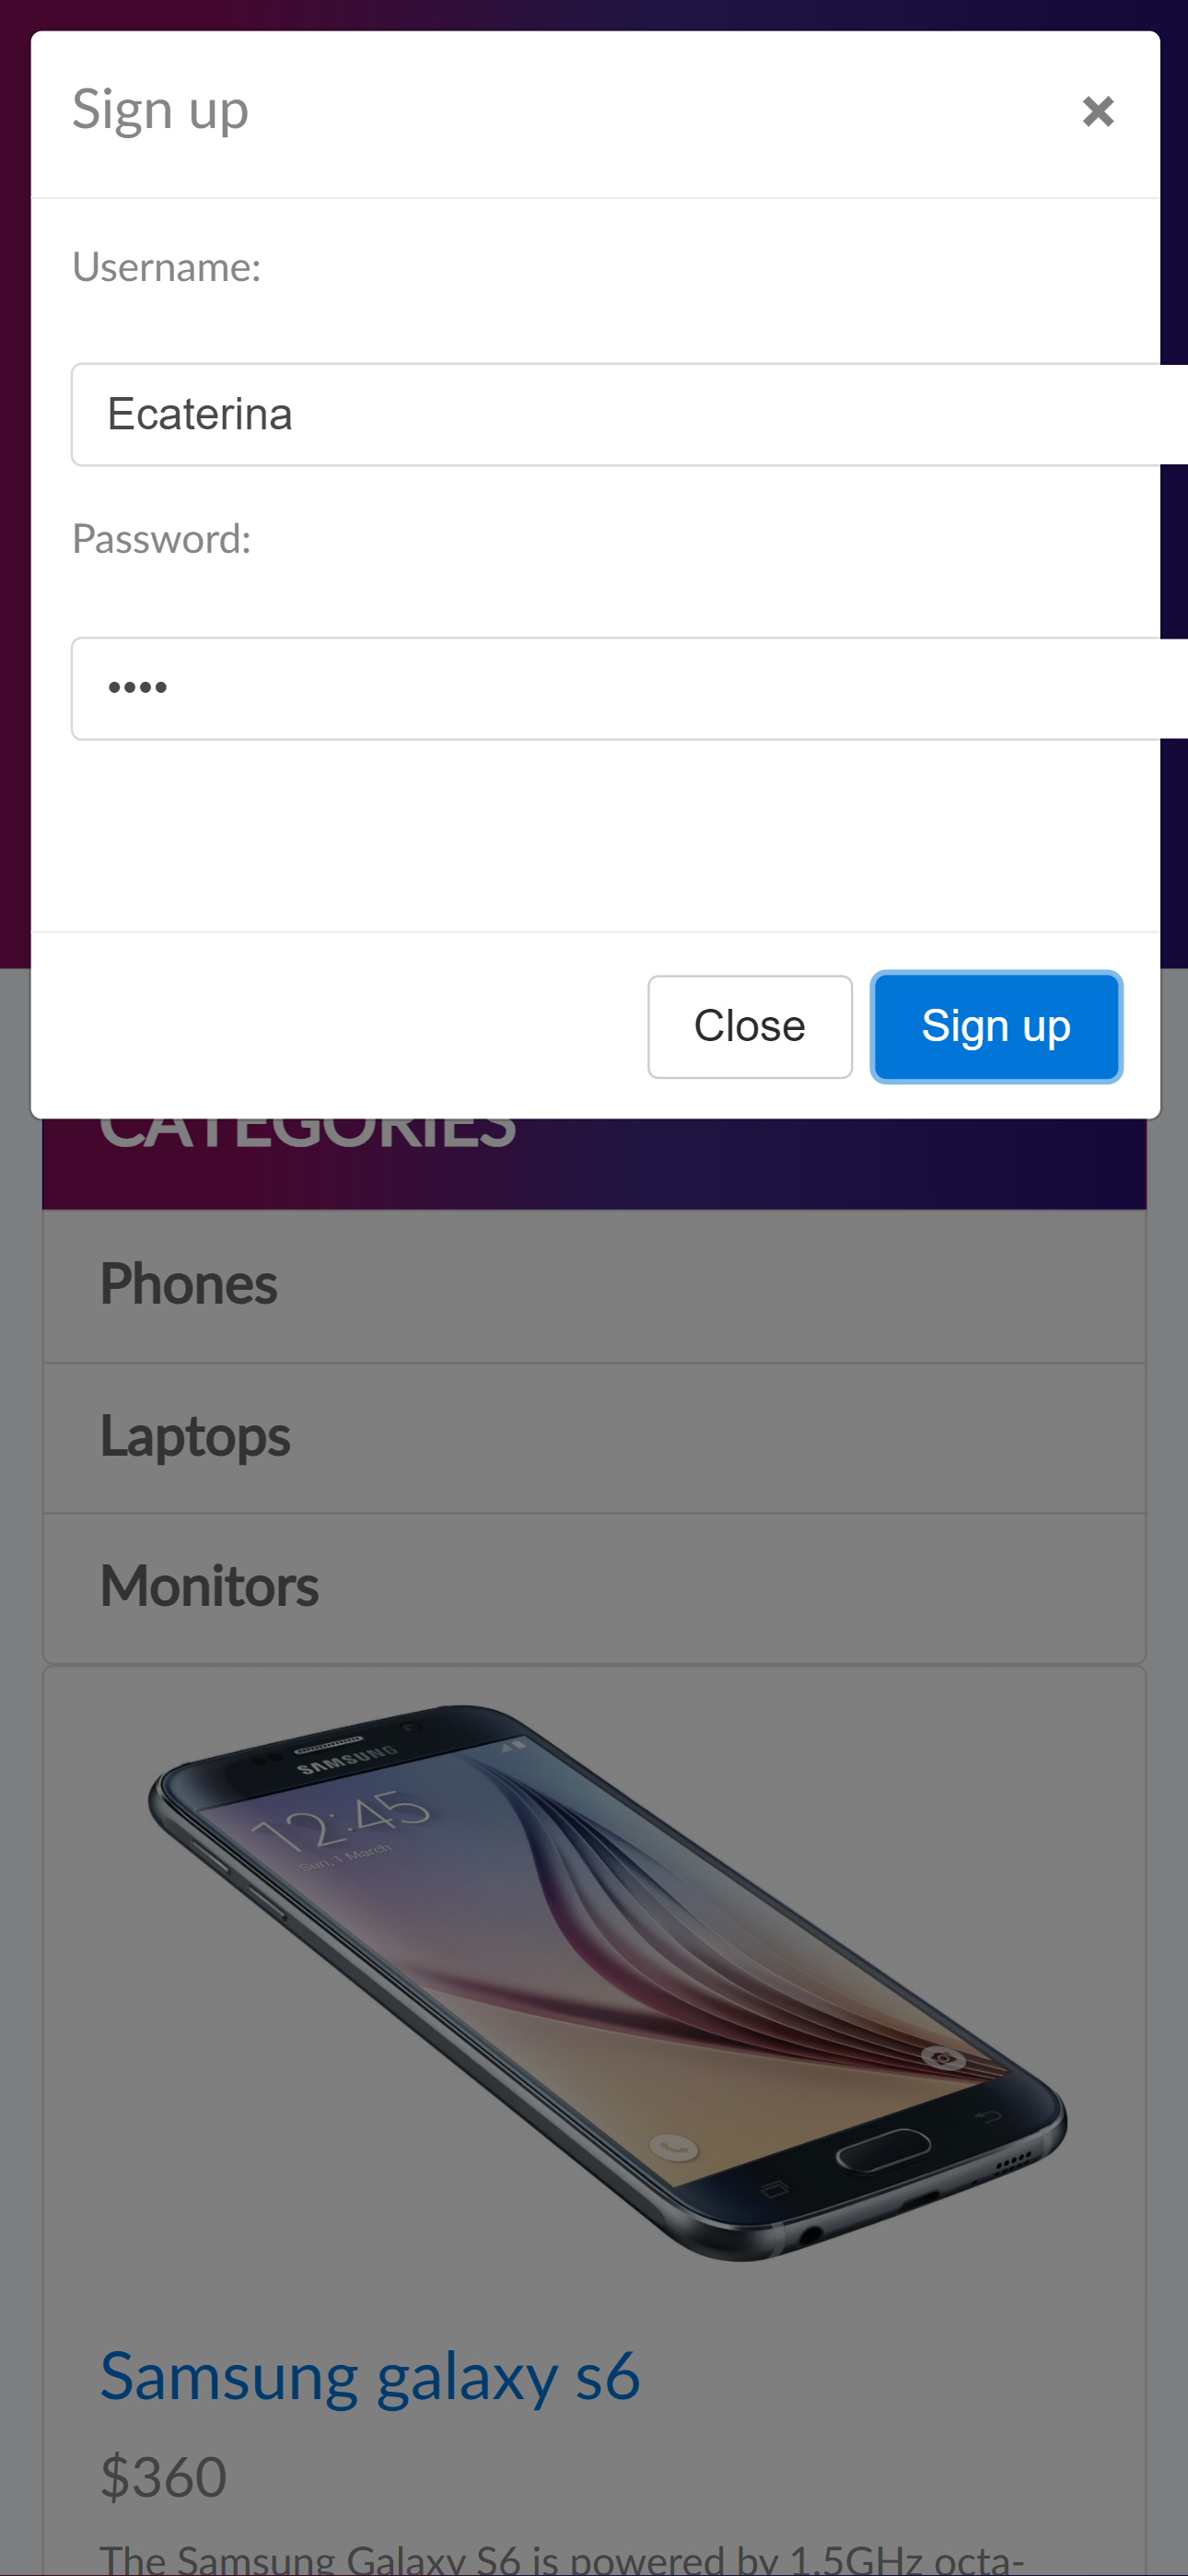 Sign up
×
Username:
Ecaterina
Password:
••••
Close
Sign up
CATEGORIES
Phones
Laptops
Monitors
SAMSUNG
12:45
Sun, 1 March
Samsung galaxy s6
$360
The Samsung Galaxy S6 is powered by 1.5GHz octa-